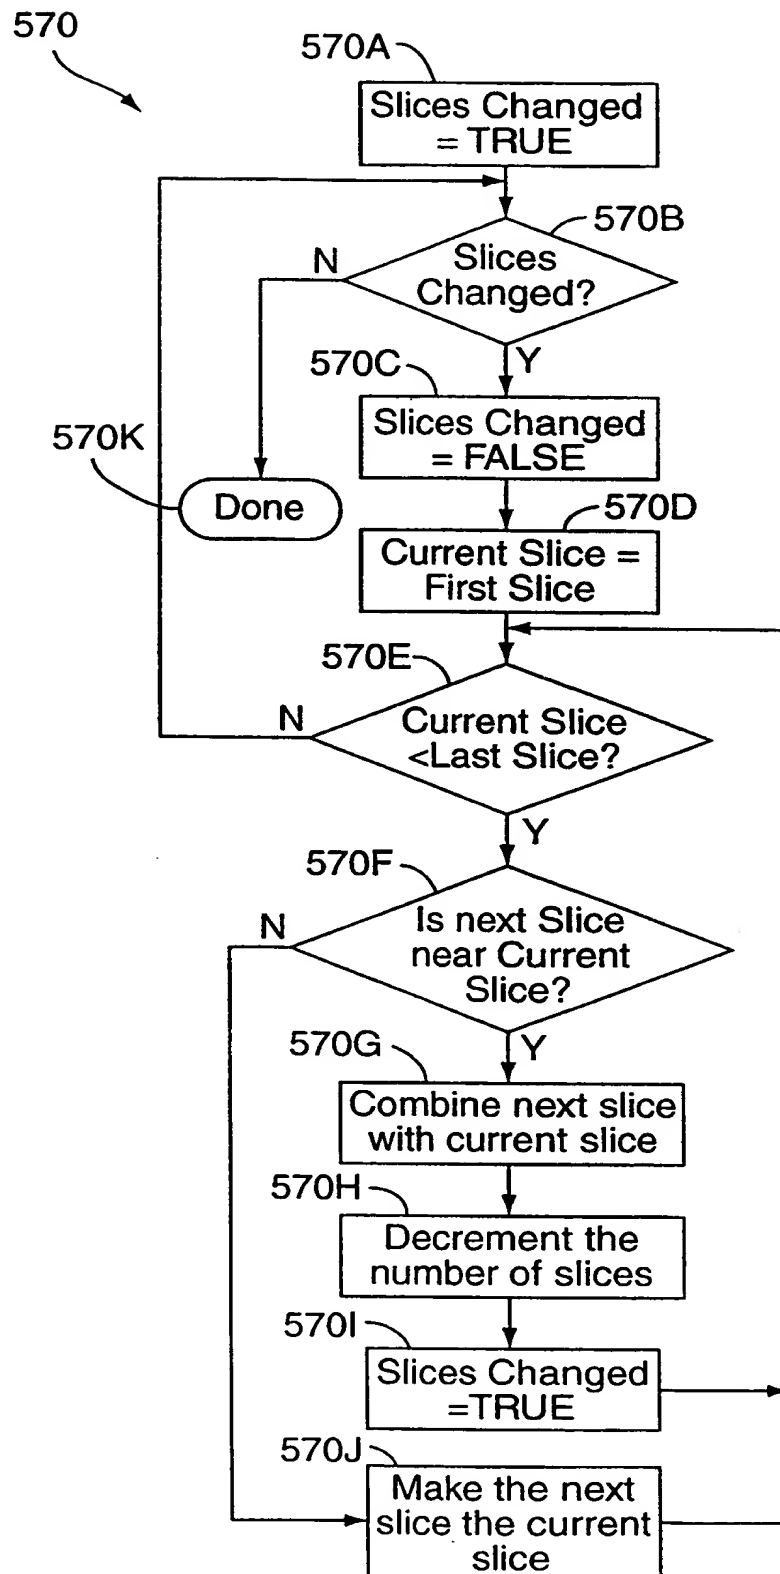 570
570A
Slices Changed
= TRUE
570B
N
Slices
Changed?
Y
570C
Slices Changed
= FALSE
570K
Done
570D
Current Slice =
First Slice
570E
N
Current Slice
<Last Slice?
Y
570F
N
Is next Slice
near Current
Slice?
Y
570G
Combine next slice
with current slice
570H
Decrement the
number of slices
570I
Slices Changed
=TRUE
570J
Make the next
slice the current
slice